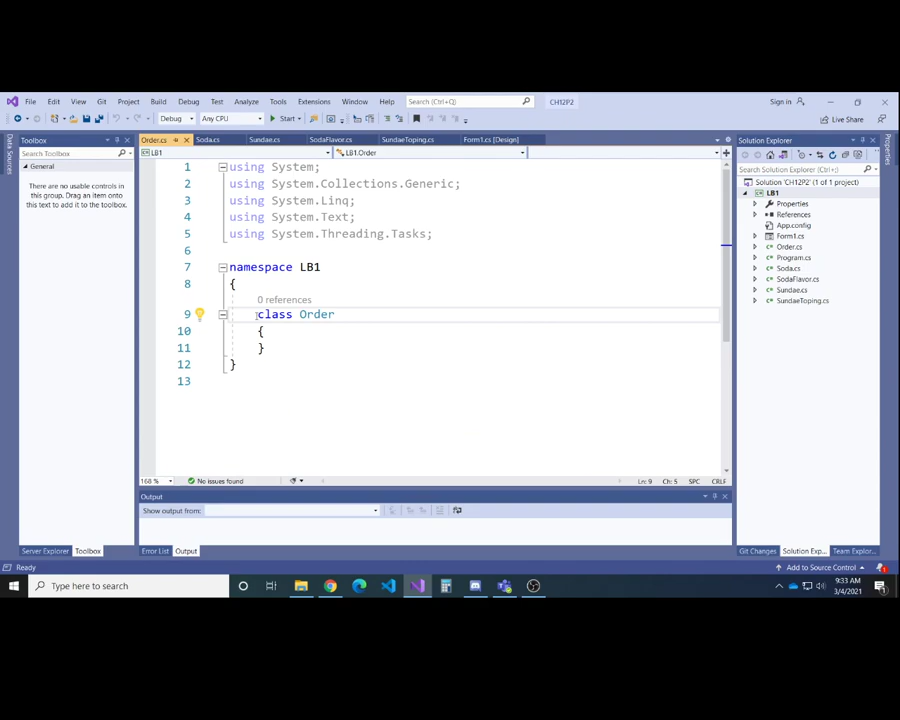 File Edit View Git Project Build Debug Test Analyze Tools Extensions Window Help Search (Ctrl+Q) CH12P2 Sign in
Debug Any CPU Start Live Share
Toolbox Order.cs Soda.cs Sundae.cs SodaFlavor.cs SundaeToping.cs Form1.cs [Design] Solution Explorer
Data Sources
Properties
Search Toolbox LB1 LB1.Order
General
There are no usable controls in this group. Drag an item onto this text to add it to the toolbox.
1 using System;
2 using System.Collections.Generic;
3 using System.Linq;
4 using System.Text;
5 using System.Threading.Tasks;
6
7 namespace LB1
8 {
0 references
9 class Order
10 {
11 }
12 }
13
Search Solution Explorer (Ctrl+;)
Solution 'CH12P2' (1 of 1 project)
LB1
Properties
References
App.config
Form1.cs
Order.cs
Program.cs
Soda.cs
SodaFlavor.cs
Sundae.cs
SundaeToping.cs
168 % No issues found Ln: 9 Ch: 5 SPC CRLF
Output
Show output from:
Server Explorer Toolbox Error List Output Git Changes Solution Exp... Team Explor...
Ready Add to Source Control 1
Type here to search 9:33 AM
3/4/2021
1